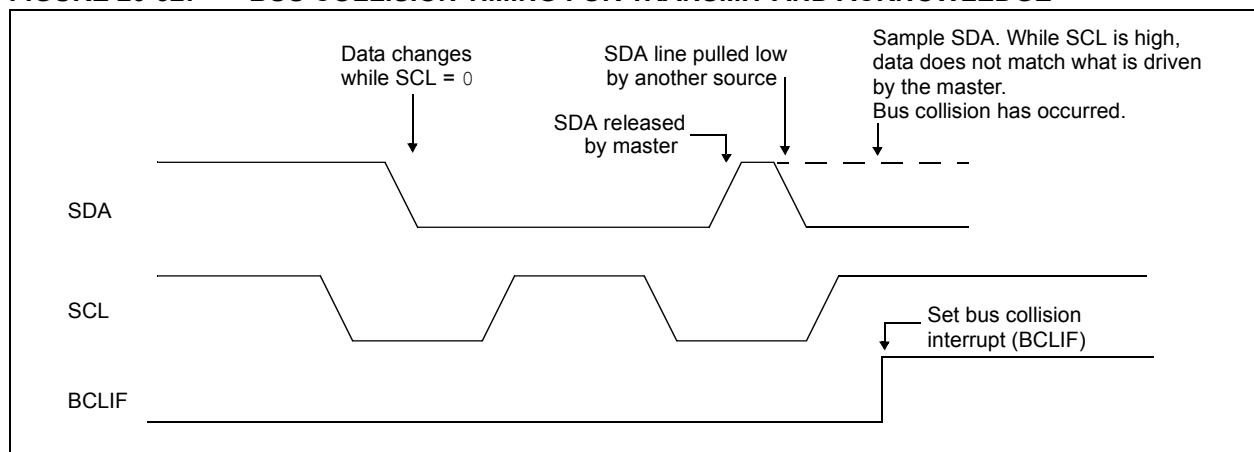 Data changes
while SCL = 0
SDA line pulled low
by another source
Sample SDA. While SCL is high,
data does not match what is driven
by the master.
Bus collision has occurred.
SDA released
by master
SDA
SCL
Set bus collision
interrupt (BCLIF)
BCLIF